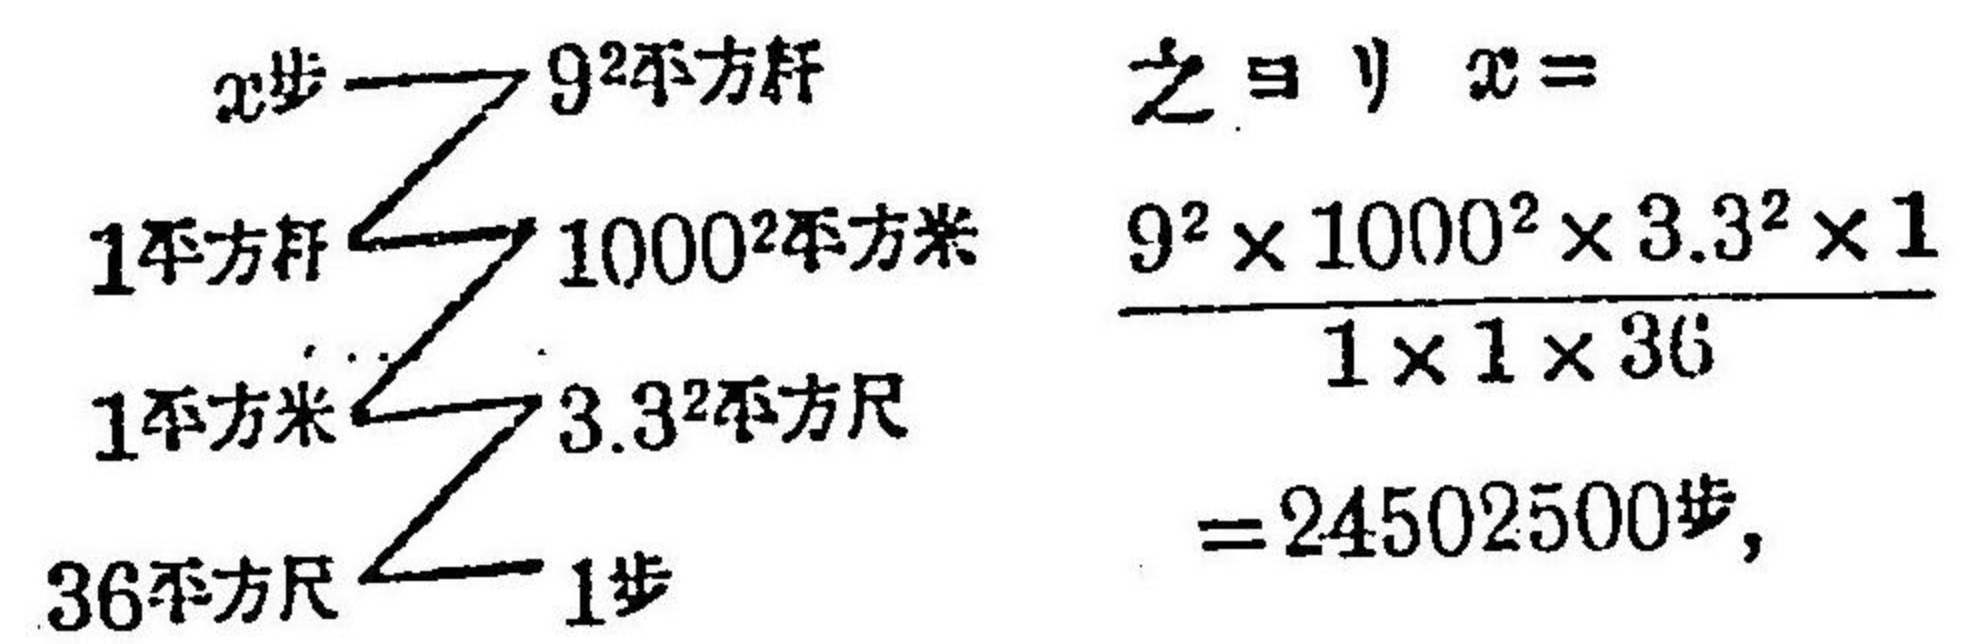 x歩 9²平方粁
1平方粁 1000²平方米
1平方米 3.3²平方尺
36平方尺 1歩
之ヨリ x=
9²×1000²×3.3²×1
1×1×36
=24502500歩,